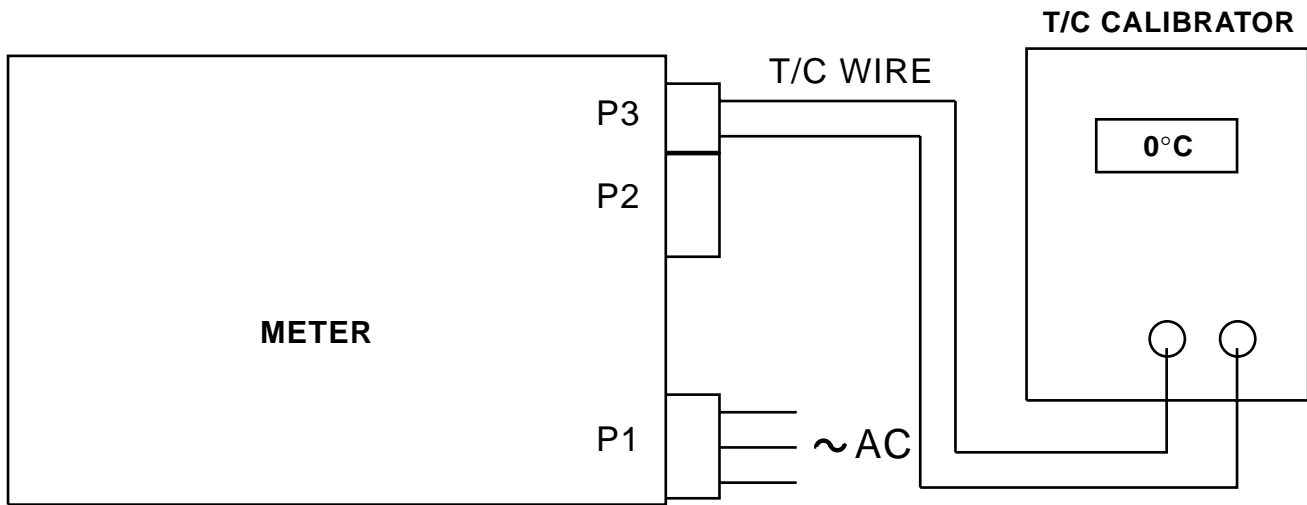 T/C CALIBRATOR
T/C WIRE
P3
0°C
P2
METER
P1
~AC